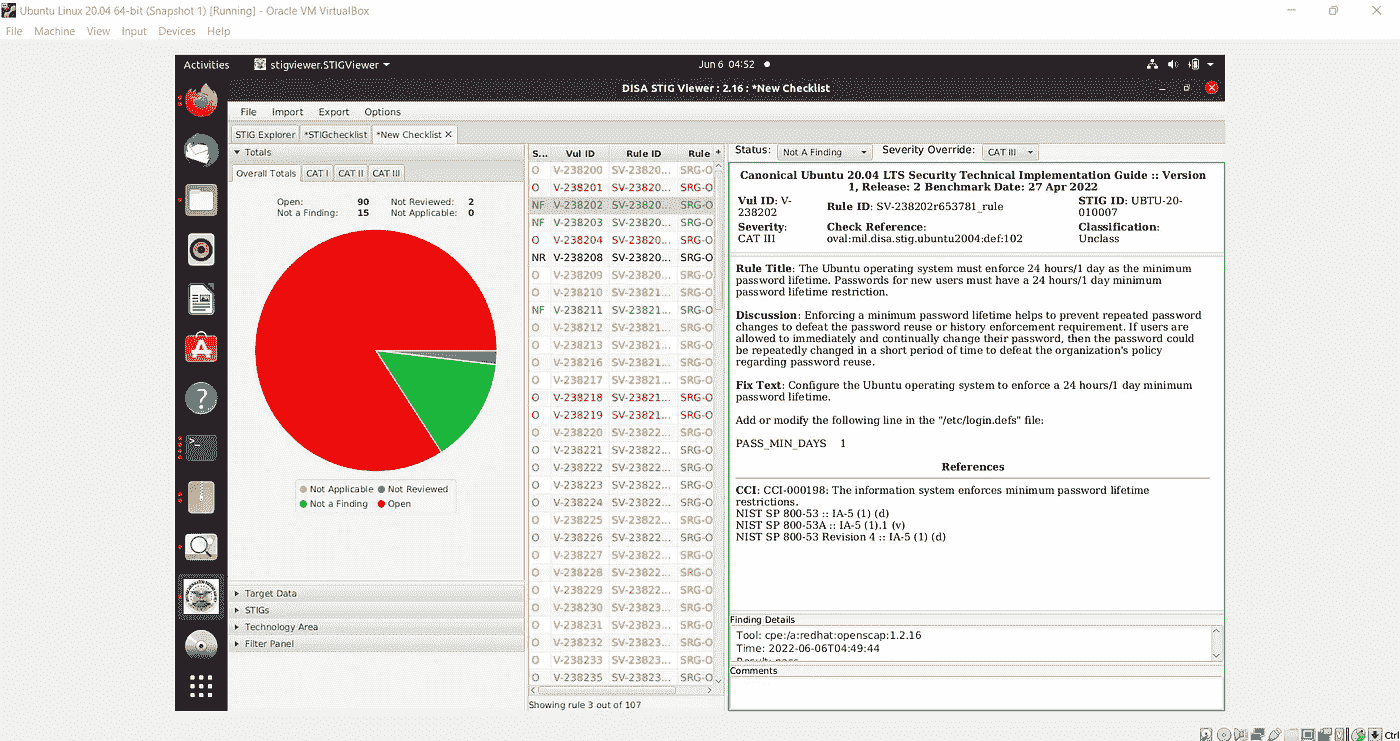 Ubuntu Linux 20.04 64-bit (Snapshot 1) [Running] - Oracle VM VirtualBox
File Machine View Input Devices Help
Activities stigviewer.STIGViewer Jun 6 04:52
DISA STIG Viewer : 2.16 : *New Checklist
File Import Export Options
STIG Explorer *STIGchecklist *New Checklist
Totals
Overall Totals CAT I CAT II CAT III
Open: 90 Not Reviewed: 2
Not a Finding: 15 Not Applicable: 0
Not Applicable Not Reviewed
Not a Finding Open
Target Data
STIGs
Technology Area
Filter Panel
S... Vul ID Rule ID Rule
O V-238200 SV-23820... SRG-O
O V-238201 SV-23820... SRG-O
NF V-238202 SV-23820... SRG-O
NF V-238203 SV-23820... SRG-O
O V-238204 SV-23820... SRG-O
NR V-238208 SV-23820... SRG-O
O V-238209 SV-23820... SRG-O
O V-238210 SV-23821... SRG-O
NF V-238211 SV-23821... SRG-O
O V-238212 SV-23821... SRG-O
O V-238213 SV-23821... SRG-O
O V-238216 SV-23821... SRG-O
O V-238217 SV-23821... SRG-O
O V-238218 SV-23821... SRG-O
O V-238219 SV-23821... SRG-O
O V-238220 SV-23822... SRG-O
O V-238221 SV-23822... SRG-O
O V-238222 SV-23822... SRG-O
O V-238223 SV-23822... SRG-O
O V-238224 SV-23822... SRG-O
O V-238225 SV-23822... SRG-O
O V-238226 SV-23822... SRG-O
O V-238227 SV-23822... SRG-O
O V-238228 SV-23822... SRG-O
O V-238229 SV-23822... SRG-O
O V-238230 SV-23823... SRG-O
O V-238231 SV-23823... SRG-O
O V-238232 SV-23823... SRG-O
O V-238233 SV-23823... SRG-O
O V-238235 SV-23823... SRG-O
Showing rule 3 out of 107
Status: Not A Finding Severity Override: CAT III
Canonical Ubuntu 20.04 LTS Security Technical Implementation Guide :: Version
1, Release: 2 Benchmark Date: 27 Apr 2022
Vul ID: V-
238202
Rule ID: SV-238202r653781_rule
STIG ID: UBTU-20-
010007
Severity:
CAT III
Check Reference:
oval:mil.disa.stig.ubuntu2004:def:102
Classification:
Unclass
Rule Title: The Ubuntu operating system must enforce 24 hours/1 day as the minimum
password lifetime. Passwords for new users must have a 24 hours/1 day minimum
password lifetime restriction.
Discussion: Enforcing a minimum password lifetime helps to prevent repeated password
changes to defeat the password reuse or history enforcement requirement. If users are
allowed to immediately and continually change their password, then the password could
be repeatedly changed in a short period of time to defeat the organization's policy
regarding password reuse.
Fix Text: Configure the Ubuntu operating system to enforce a 24 hours/1 day minimum
password lifetime.
Add or modify the following line in the "/etc/login.defs" file:
PASS_MIN_DAYS 1
References
CCI: CCI-000198: The information system enforces minimum password lifetime
restrictions.
NIST SP 800-53 :: IA-5 (1) (d)
NIST SP 800-53A :: IA-5 (1).1 (v)
NIST SP 800-53 Revision 4 :: IA-5 (1) (d)
Finding Details
Tool: cpe:/a:redhat:openscap:1.2.16
Time: 2022-06-06T04:49:44
Comments
Ctrl